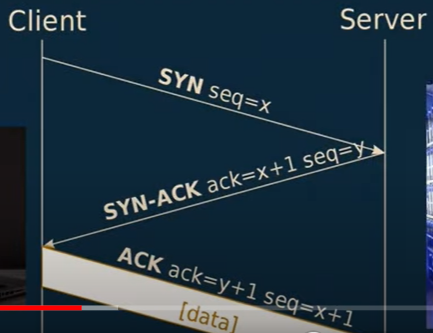 Client
Server
SYN seq=x
SYN-ACK ack=x+1 seq=y
ACK ack=y+1 seq=x+1
[data]